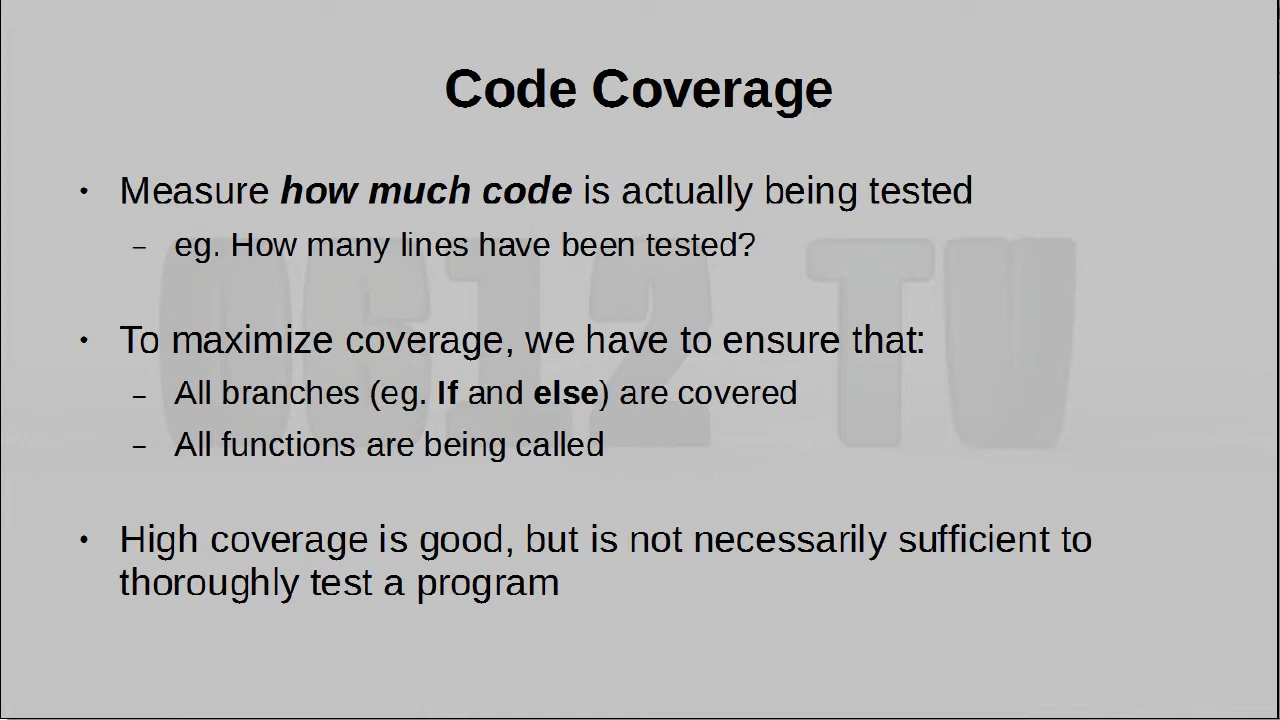 Code Coverage
• Measure how much code is actually being tested
– eg. How many lines have been tested?
• To maximize coverage, we have to ensure that:
– All branches (eg. If and else) are covered
– All functions are being called
• High coverage is good, but is not necessarily sufficient to
thoroughly test a program